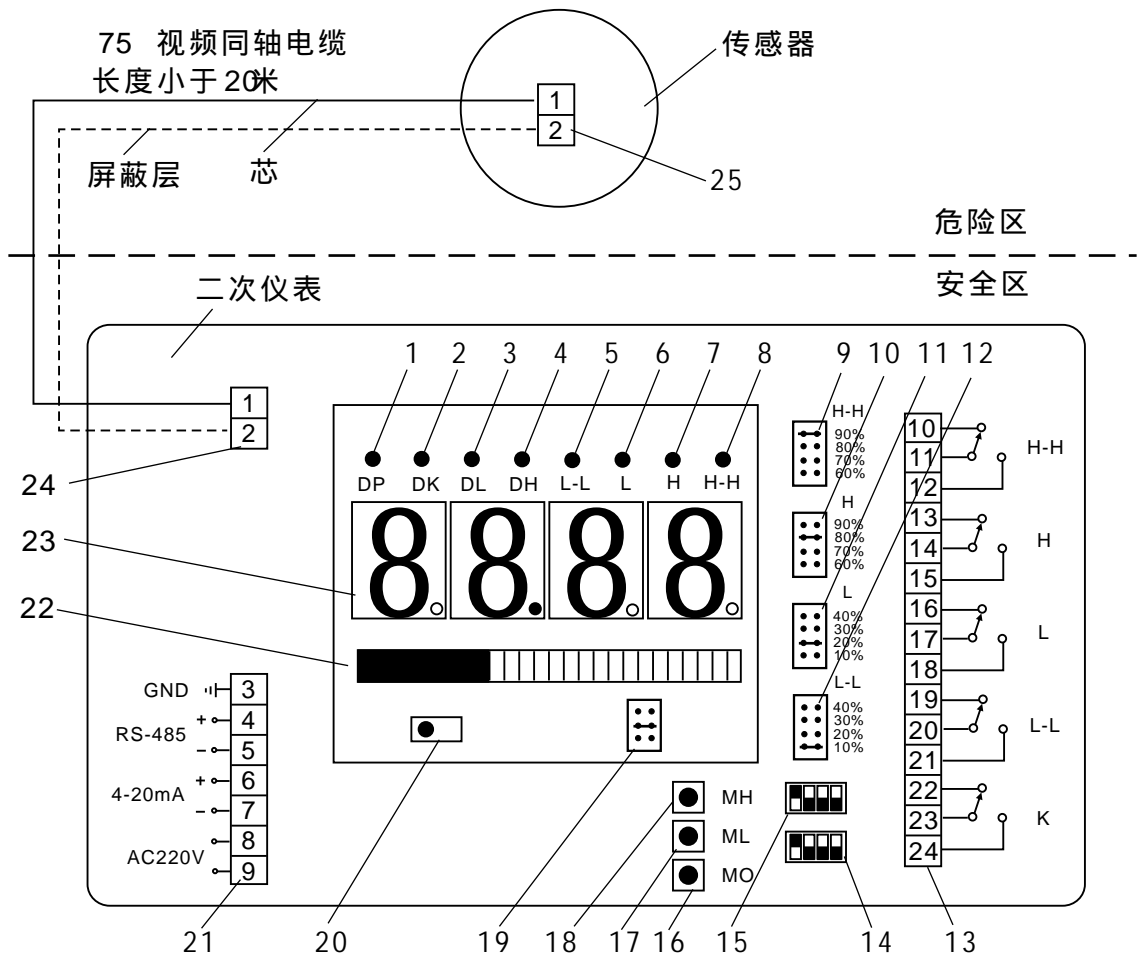 75 视频同轴电缆
长度小于20米
传感器
1
2
屏蔽层
芯
25
危险区
安全区
二次仪表
1 2 3 4 5 6 7 8 9 10 11 12
1
2
24
DP DK DL DH L-L L H H-H
8.8.8.8.
23
22
H-H
90%
80%
70%
60%
H
90%
80%
70%
60%
L
40%
30%
20%
10%
L-L
40%
30%
20%
10%
10
11
12
H-H
13
14
15
H
16
17
18
L
19
20
21
L-L
22
23
24
K
GND 3
RS-485 + 4
− 5
4-20mA + 6
− 7
AC220V 8
9
MH
ML
MO
21 20 19 18 17 16 15 14 13